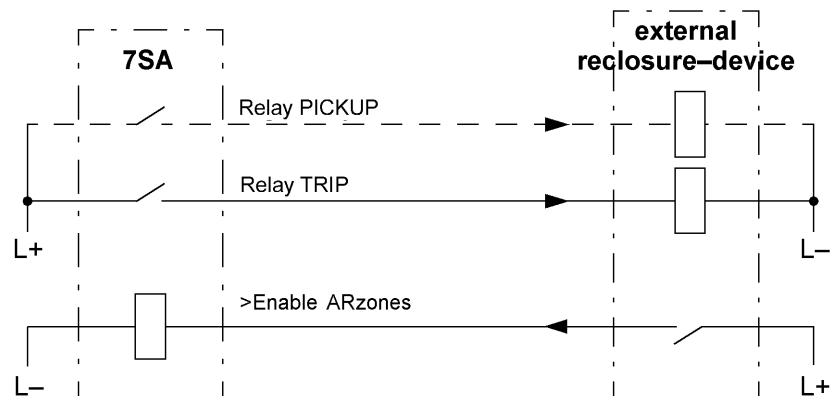 7SA
external
reclosure–device
Relay PICKUP
Relay TRIP
L+
L–
>Enable ARzones
L–
L+